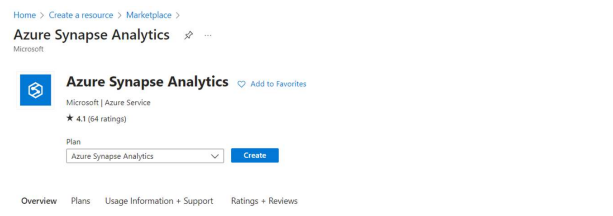 Home > Create a resource > Marketplace >
Azure Synapse Analytics ...
Microsoft
Azure Synapse Analytics Add to Favorites
Microsoft | Azure Service
★ 4.1 (64 ratings)
Plan
Azure Synapse Analytics Create
Overview Plans Usage Information + Support Ratings + Reviews